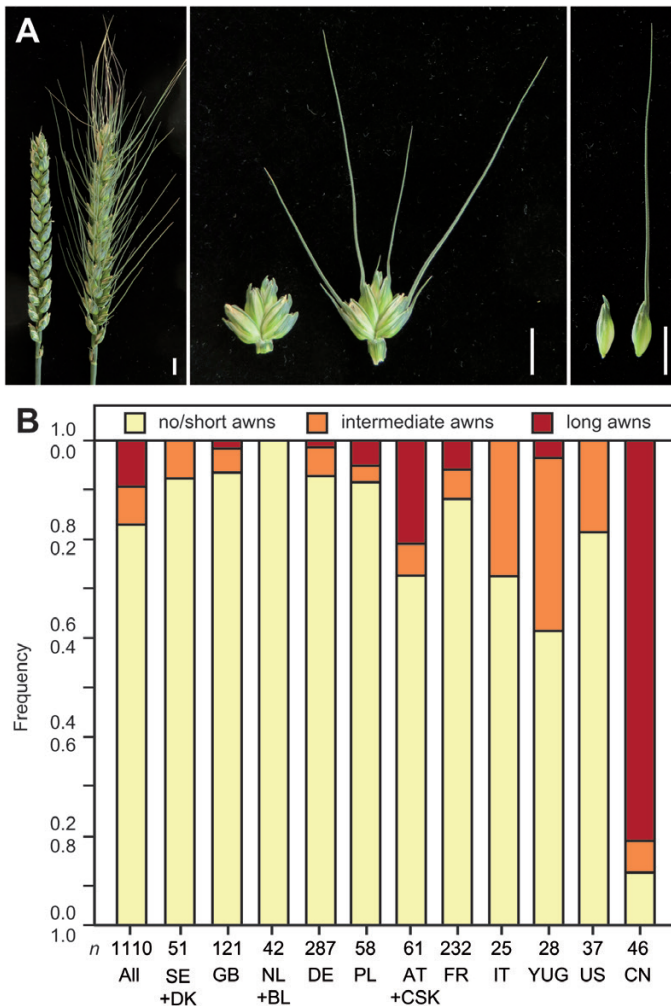 A
B
no/short awns intermediate awns long awns
1.0
0.0
0.8
0.2
0.6
0.4
0.4
0.6
0.2
0.8
0.0
1.0
Frequency
n 1110 51 121 42 287 58 61 232 25 28 37 46
All SE GB NL DE PL AT FR IT YUG US CN
+DK +BL +CSK